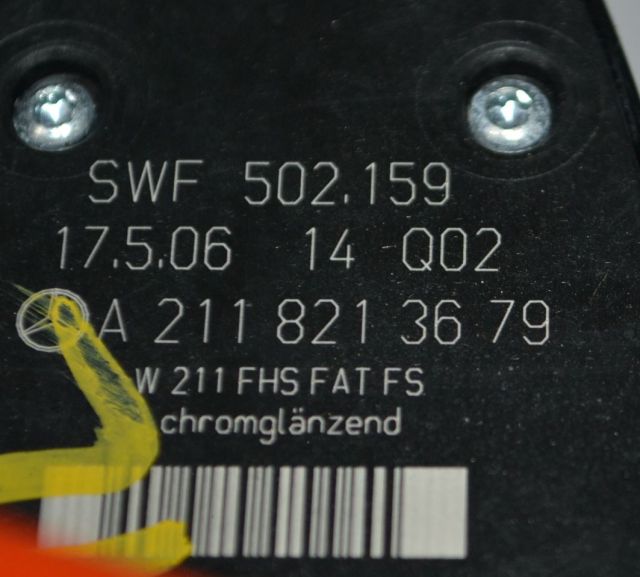 SWF 502.159
17.5.06 14 Q02
A 211 821 36 79
W 211 FHS FAT FS
chromglänzend